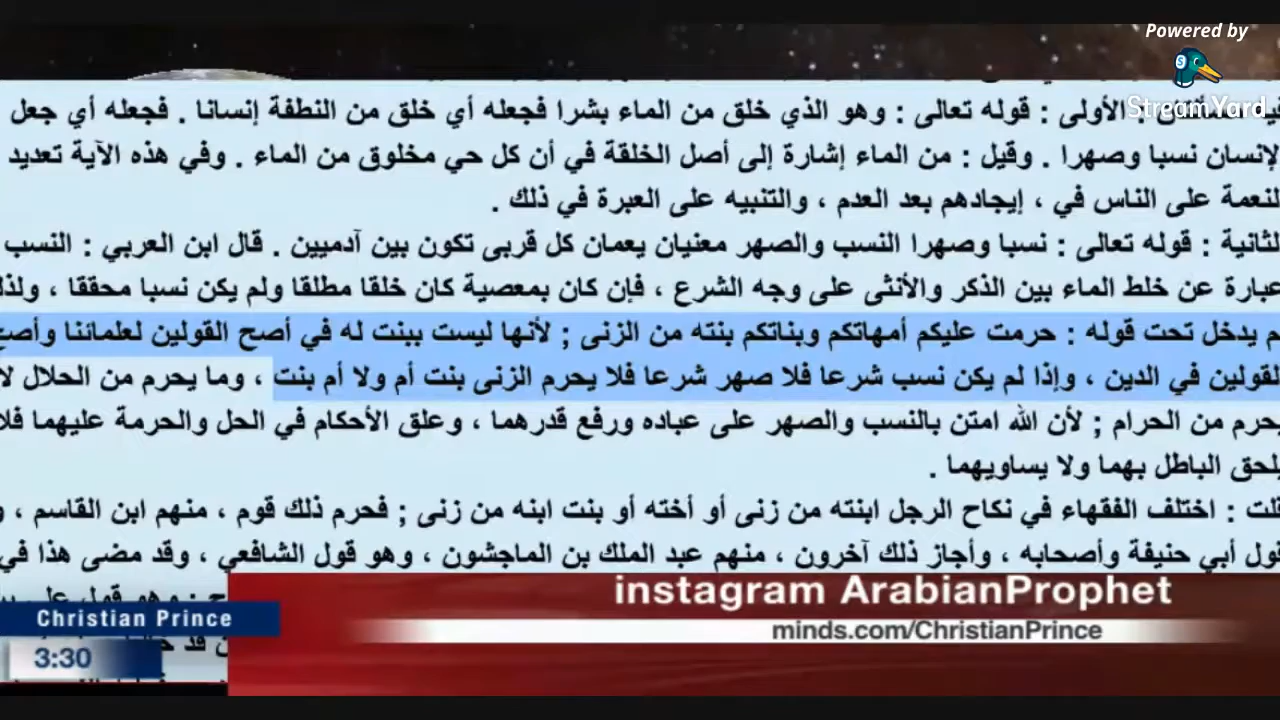 Powered by
StreamYard
الأولى : قوله تعالى : وهو الذي خلق من الماء بشرا فجعله أي خلق من النطفة إنسانا . فجعله أي جعل
لإنسان نسبا وصهرا . وقيل : من الماء إشارة إلى أصل الخلقة في أن كل حي مخلوق من الماء . وفي هذه الآية تعديد
لنعمة على الناس في ، إيجادهم بعد العدم ، والتنبيه على العبرة في ذلك .
لثانية : قوله تعالى : نسبا وصهرا النسب والصهر معنيان يعمان كل قربى تكون بين آدميين . قال ابن العربي : النسب
عبارة عن خلط الماء بين الذكر والأنثى على وجه الشرع ، فإن كان بمعصية كان خلقا مطلقا ولم يكن نسبا محققا ، ولذ
م يدخل تحت قوله : حرمت عليكم أمهاتكم وبناتكم بنته من الزنى ; لأنها ليست ببنت له في أصح القولين لعلمائنا وأصح
لقولين في الدين ، وإذا لم يكن نسب شرعا فلا صهر شرعا فلا يحرم الزنى بنت أم ولا أم بنت ، وما يحرم من الحلال لا
يحرم من الحرام ; لأن الله امتن بالنسب والصهر على عباده ورفع قدرهما ، وعلق الأحكام في الحل والحرمة عليهما فلا
يلحق الباطل بهما ولا يساويهما .
قلت : اختلف الفقهاء في نكاح الرجل ابنته من زنى أو أخته أو بنت ابنه من زنى ; فحرم ذلك قوم ، منهم ابن القاسم ، و
قول أبي حنيفة وأصحابه ، وأجاز ذلك آخرون ، منهم عبد الملك بن الماجشون ، وهو قول الشافعي ، وقد مضى هذا في
instagram ArabianProphet
Christian Prince
minds.com/ChristianPrince
3:30